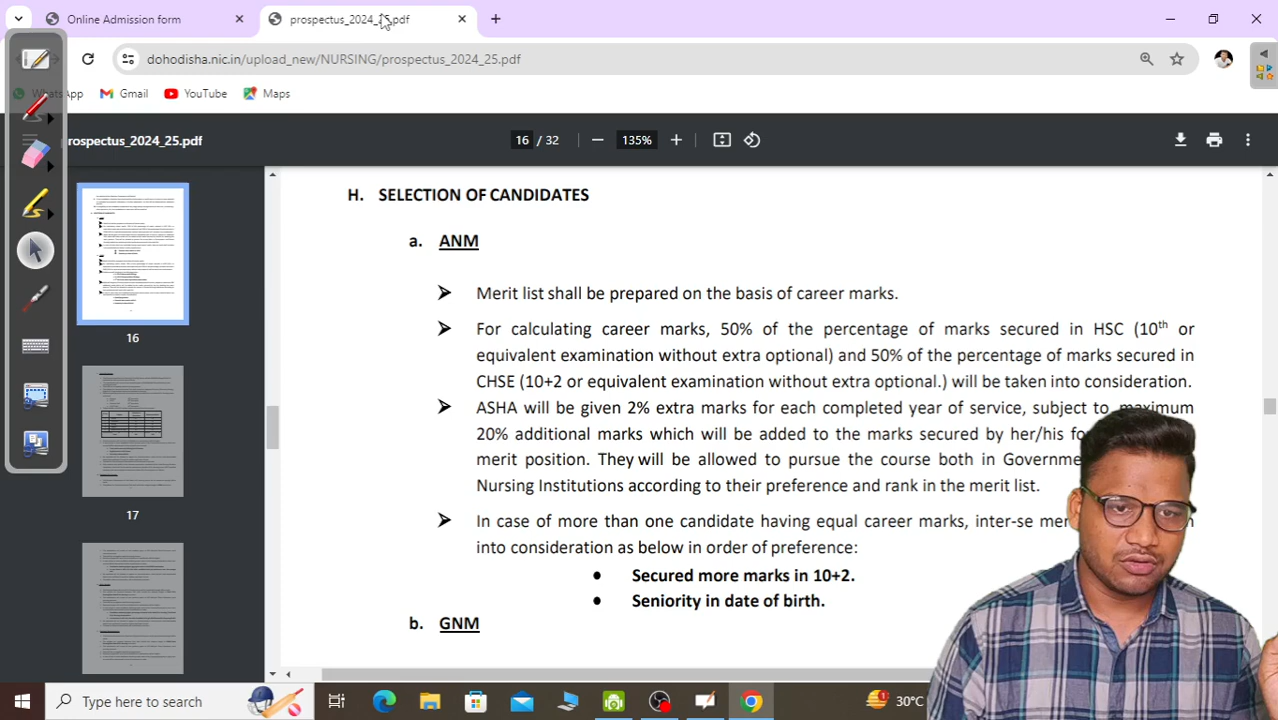 Online Admission form
prospectus_2024_25.pdf
dohodisha.nic.in/upload_new/NURSING/prospectus_2024_25.pdf
WhatsApp
Gmail
YouTube
Maps
rospectus_2024_25.pdf
16 / 32
135%
16
17
H. SELECTION OF CANDIDATES
a. ANM
Merit list shall be prepared on the basis of career marks.
For calculating career marks, 50% of the percentage of marks secured in HSC (10th or
equivalent examination without extra optional) and 50% of the percentage of marks secured in
CHSE (10+2 or equivalent examination without extra optional.) will be taken into consideration.
ASHA will be given 2% extra marks for each completed year of service, subject to maximum
20% additional marks which will be added to the marks secured by her/his
merit position. They will be allowed to pursue the course both in
Nursing Institutions according to their preference and rank in the merit list.
In case of more than one candidate having equal career marks, inter-se
into consideration as below in order of preference:
• Secured more marks in 10+2.
• Seniority in date of birth.
b. GNM
Type here to search
30°C